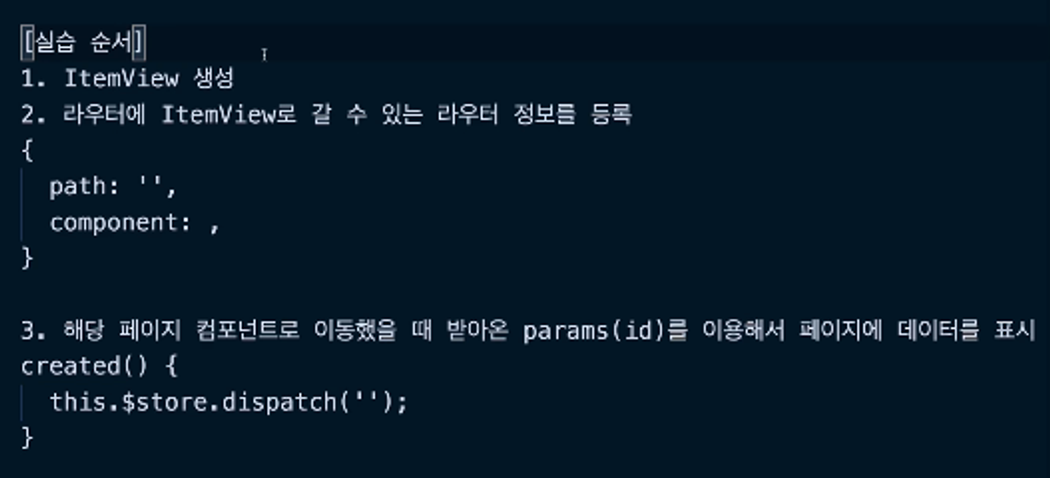 [실습 순서]
1. ItemView 생성
2. 라우터에 ItemView로 갈 수 있는 라우터 정보를 등록
{
path: '',
component: ,
}
3. 해당 페이지 컴포넌트로 이동했을 때 받아온 params(id)를 이용해서 페이지에 데이터를 표시
created() {
this.$store.dispatch('');
}